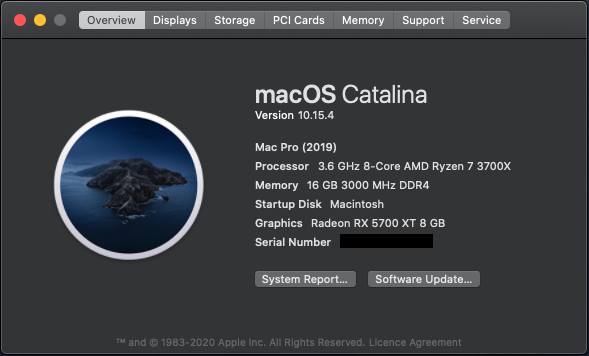 Overview Displays Storage PCI Cards Memory Support Service
macOS Catalina
Version 10.15.4
Mac Pro (2019)
Processor 3.6 GHz 8-Core AMD Ryzen 7 3700X
Memory 16 GB 3000 MHz DDR4
Startup Disk Macintosh
Graphics Radeon RX 5700 XT 8 GB
Serial Number
System Report... Software Update...
™ and © 1983-2020 Apple Inc. All Rights Reserved. Licence Agreement